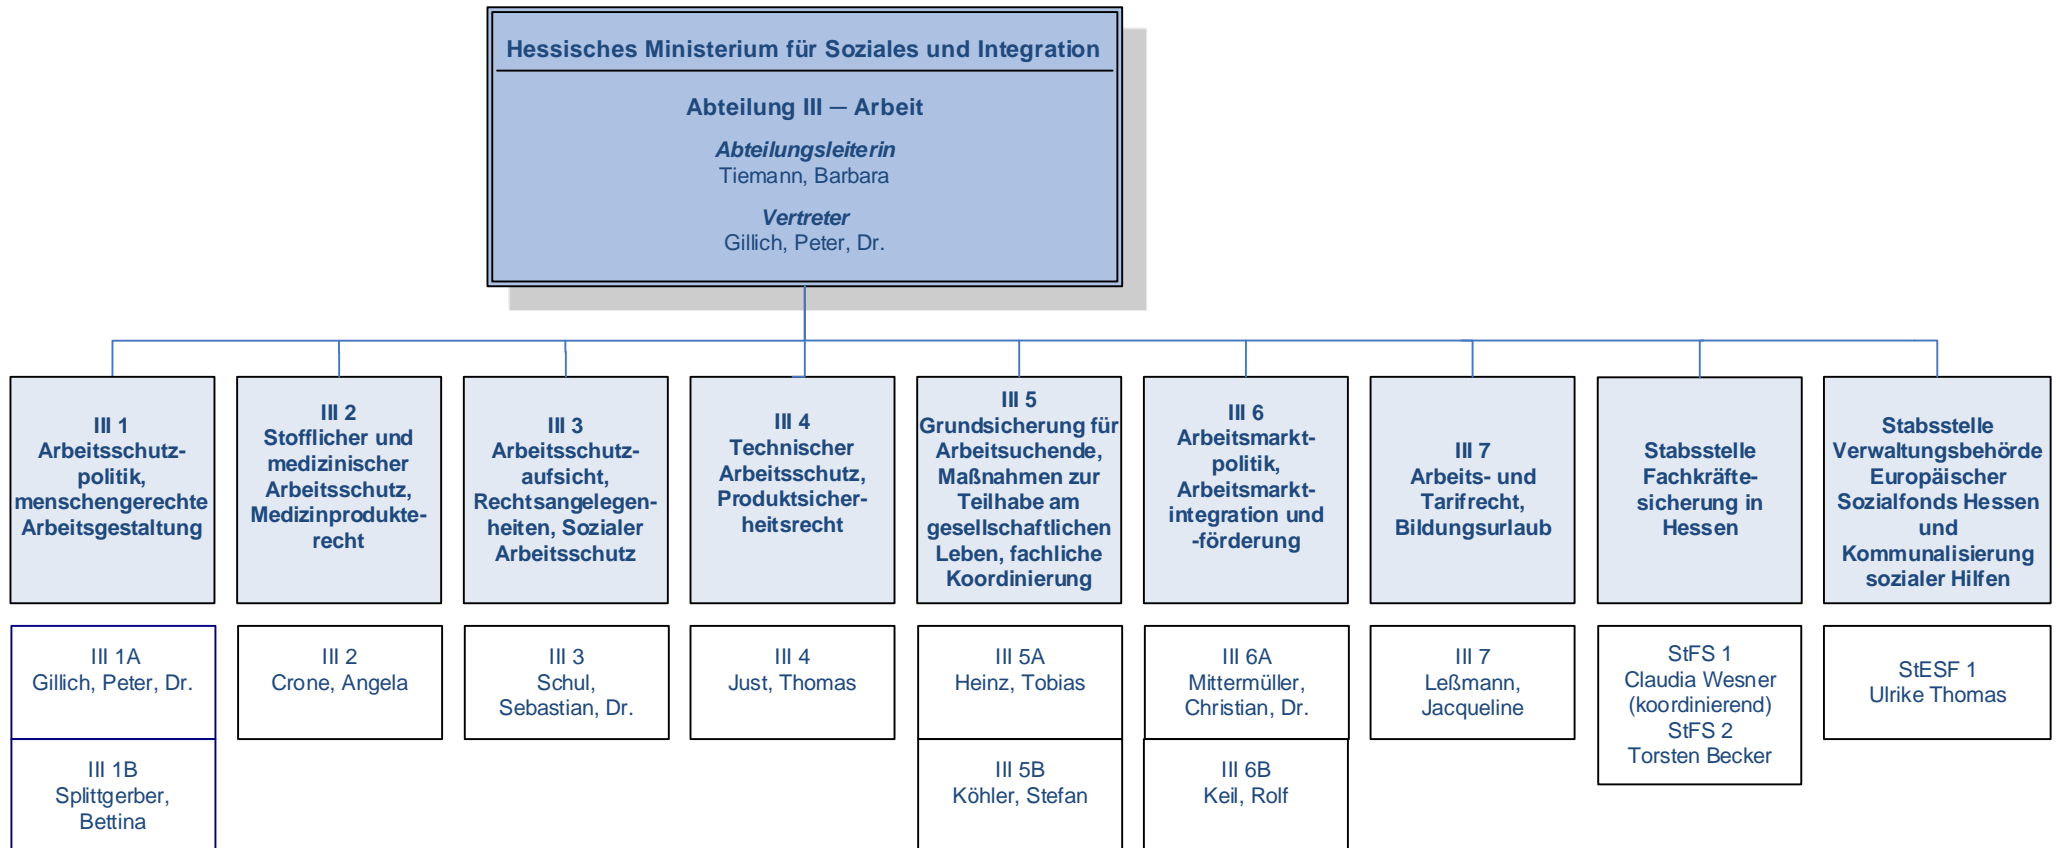 Hessisches Ministerium für Soziales und Integration
Abteilung III — Arbeit
Abteilungsleiterin
Tiemann, Barbara
Vertreter
Gillich, Peter, Dr.
III 1
Arbeitsschutz-
politik,
menschengerechte
Arbeitsgestaltung
III 2
Stofflicher und
medizinischer
Arbeitsschutz,
Medizinprodukte-
recht
III 3
Arbeitsschutz-
aufsicht,
Rechtsangelegen-
heiten, Sozialer
Arbeitsschutz
III 4
Technischer
Arbeitsschutz,
Produktsicher-
heitsrecht
III 5
Grundsicherung für
Arbeitsuchende,
Maßnahmen zur
Teilhabe am
gesellschaftlichen
Leben, fachliche
Koordinierung
III 6
Arbeitsmarkt-
politik,
Arbeitsmarkt-
integration und
-förderung
III 7
Arbeits- und
Tarifrecht,
Bildungsurlaub
Stabsstelle
Fachkräfte-
sicherung in
Hessen
Stabsstelle
Verwaltungsbehörde
Europäischer
Sozialfonds Hessen
und
Kommunalisierung
sozialer Hilfen
III 1A
Gillich, Peter, Dr.
III 2
Crone, Angela
III 3
Schul,
Sebastian, Dr.
III 4
Just, Thomas
III 5A
Heinz, Tobias
III 6A
Mittermüller,
Christian, Dr.
III 7
Leßmann,
Jacqueline
StFS 1
Claudia Wesner
(koordinierend)
StFS 2
Torsten Becker
StESF 1
Ulrike Thomas
III 1B
Splittgerber,
Bettina
III 5B
Köhler, Stefan
III 6B
Keil, Rolf